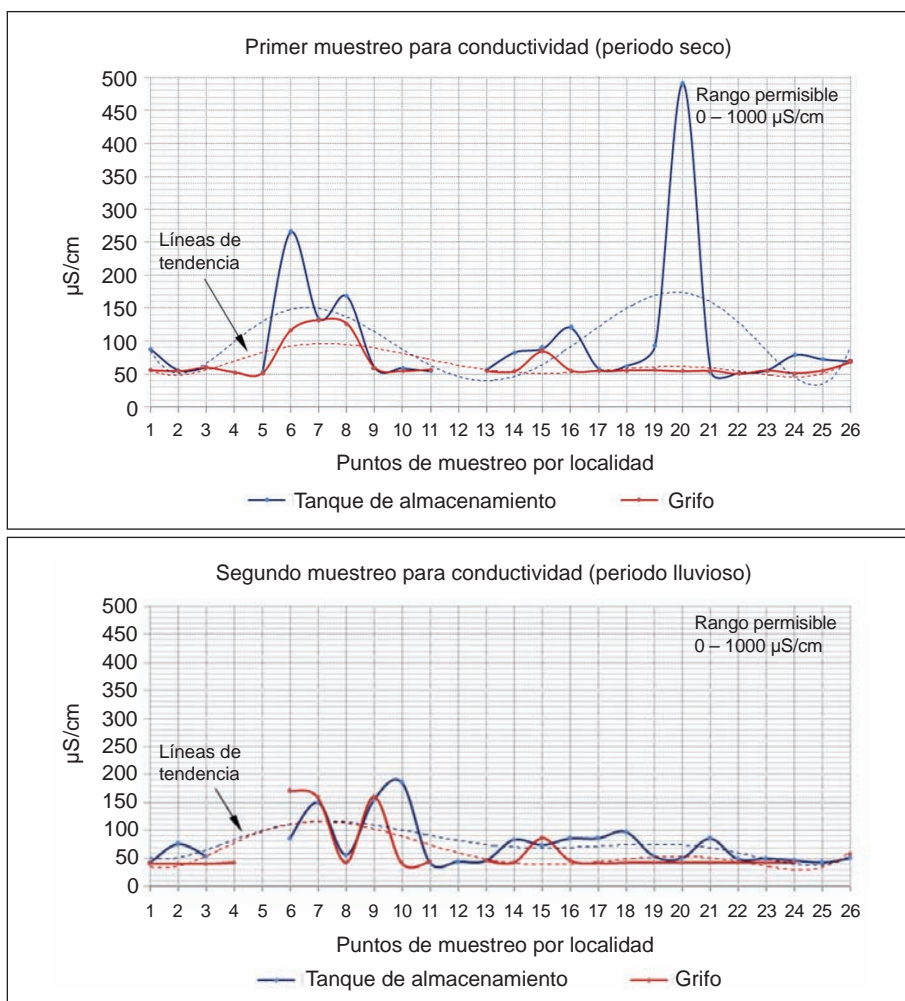 Primer muestreo para conductividad (periodo seco)
500
450
400
350
300
250
200
150
100
50
0
µS/cm
Rango permisible
0 – 1000 µS/cm
Líneas de
tendencia
1 2 3 4 5 6 7 8 9 10 11 12 13 14 15 16 17 18 19 20 21 22 23 24 25 26
Puntos de muestreo por localidad
Tanque de almacenamiento Grifo
Segundo muestreo para conductividad (periodo lluvioso)
500
450
400
350
300
250
200
150
100
50
0
µS/cm
Rango permisible
0 – 1000 µS/cm
Líneas de
tendencia
1 2 3 4 5 6 7 8 9 10 11 12 13 14 15 16 17 18 19 20 21 22 23 24 25 26
Puntos de muestreo por localidad
Tanque de almacenamiento Grifo